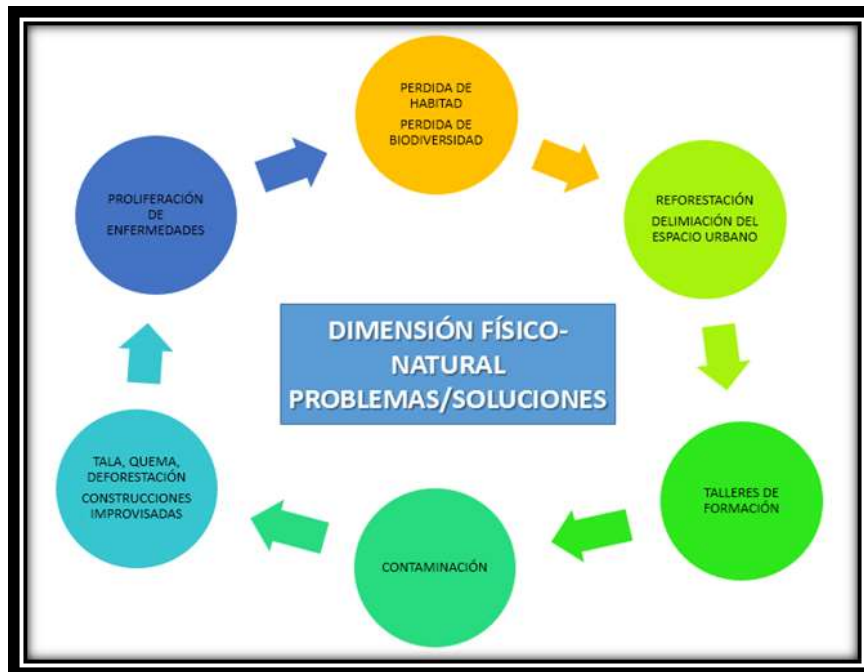 PERDIDA DE
HABITAD
PERDIDA DE
BIODIVERSIDAD
REFORESTACIÓN
DELIMIACIÓN DEL
ESPACIO URBANO
TALLERES DE
FORMACIÓN
CONTAMINACIÓN
TALA, QUEMA,
DEFORESTACIÓN
CONSTRUCCIONES
IMPROVISADAS
PROLIFERACIÓN
DE
ENFERMEDADES
DIMENSIÓN FÍSICO-
NATURAL
PROBLEMAS/SOLUCIONES